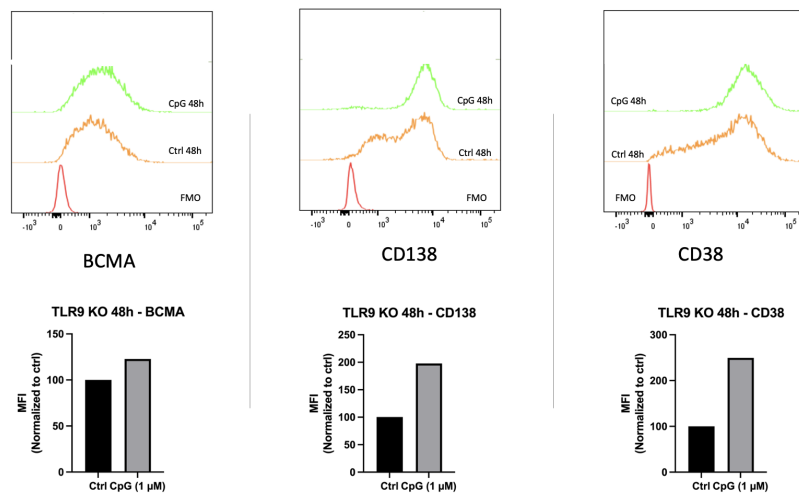 CpG 48h
Ctrl 48h
FMO
-10³ 0 10³ 10⁴ 10⁵
BCMA
CpG 48h
Ctrl 48h
FMO
-10³ 0 10³ 10⁴ 10⁵
CD138
CpG 48h
Ctrl 48h
FMO
-10³ 0 10³ 10⁴ 10⁵
CD38
TLR9 KO 48h - BCMA
MFI
(Normalized to ctrl)
150
100
50
0
Ctrl CpG (1 µM)
TLR9 KO 48h - CD138
MFI
(Normalized to ctrl)
250
200
150
100
50
0
Ctrl CpG (1 µM)
TLR9 KO 48h - CD38
MFI
(Normalized to ctrl)
300
200
100
0
Ctrl CpG (1 µM)